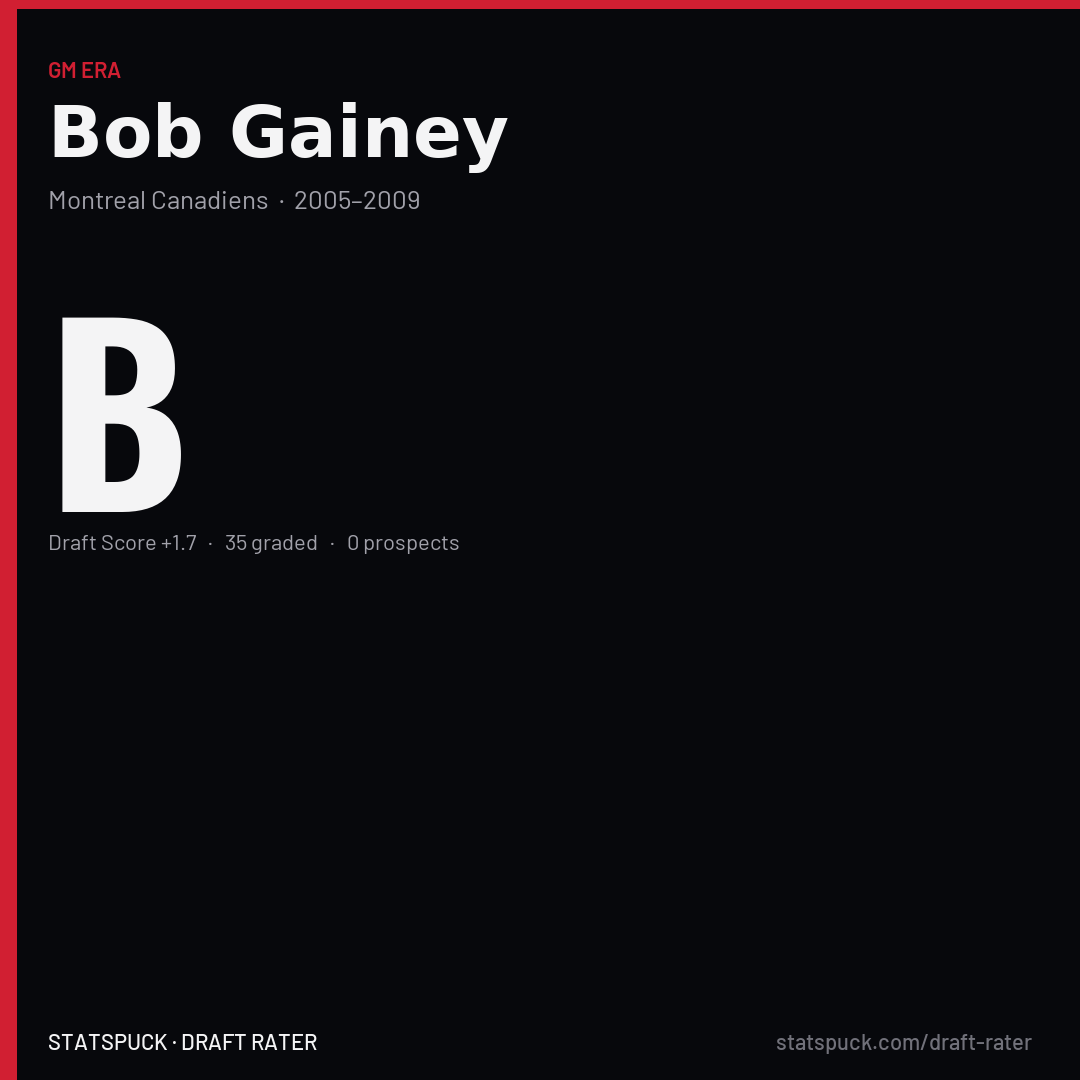 GM ERA
Bob Gainey
Montreal Canadiens · 2005–2009
B
Draft Score +1.7 · 35 graded · 0 prospects
STATSPUCK · DRAFT RATER
statspuck.com/draft-rater